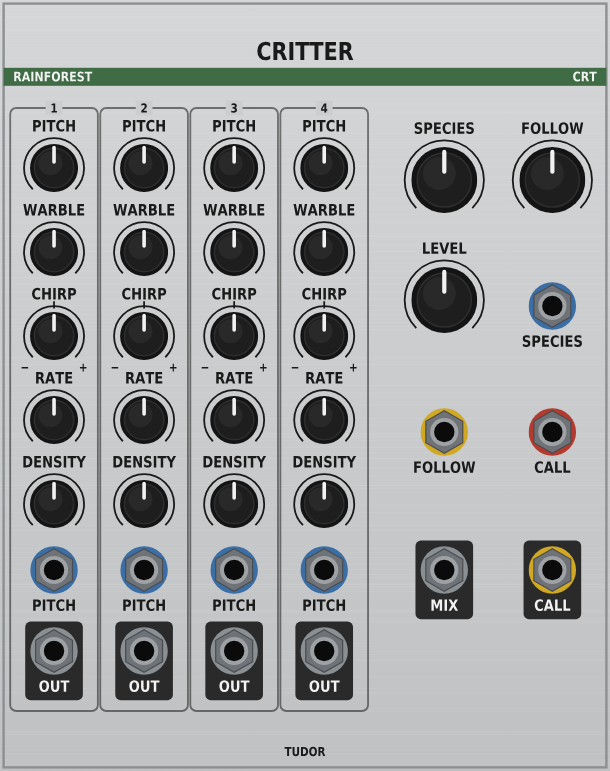 CRITTER
RAINFOREST CRT
1 2 3 4
PITCH PITCH PITCH PITCH SPECIES FOLLOW
WARBLE WARBLE WARBLE WARBLE
LEVEL
CHIRP CHIRP CHIRP CHIRP
SPECIES
− + − + − + − +
RATE RATE RATE RATE
DENSITY DENSITY DENSITY DENSITY FOLLOW CALL
PITCH PITCH PITCH PITCH MIX CALL
OUT OUT OUT OUT
TUDOR